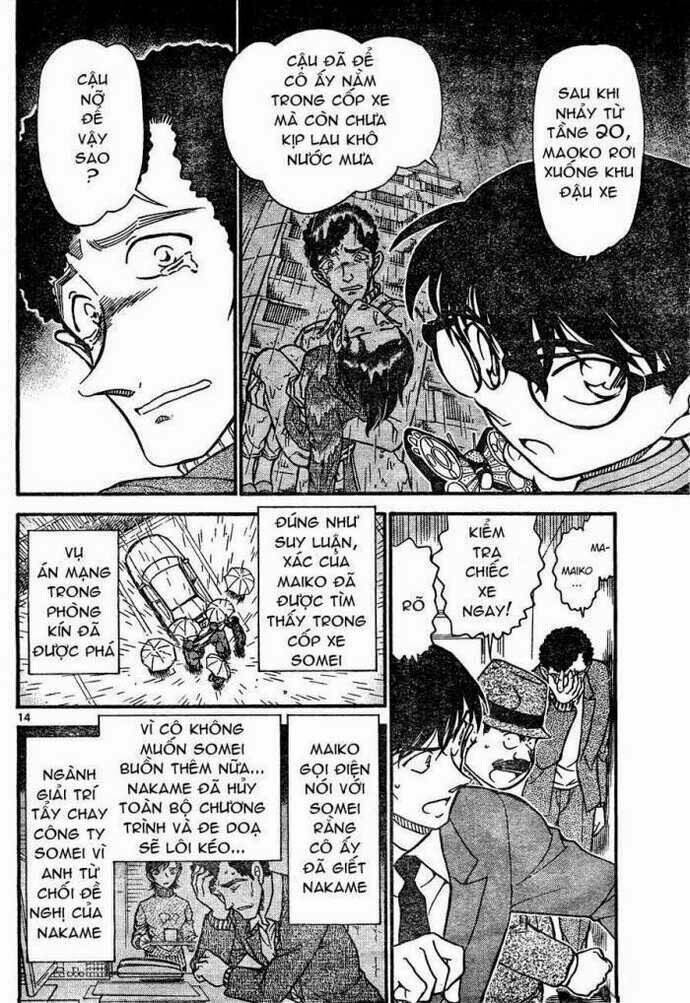 SAU KHI
NHẢY TỪ
TẦNG 20,
MAOKO RƠI
XUỐNG KHU
ĐẬU XE
CẬU ĐÃ ĐỂ
CÔ ẤY NẰM
TRONG CỐP XE
MÀ CÒN CHƯA
KỊP LAU KHÔ
NƯỚC MƯA
CẬU
NỠ
ĐỂ
VẬY
SAO
?
MA-
MAIKO
...
KIỂM
TRA
CHIẾC
XE
NGAY!
RÕ
ĐÚNG NHƯ
SUY LUẬN,
XÁC CỦA
MAIKO ĐÃ
ĐƯỢC TÌM
THẤY TRONG
CỐP XE
SOMEI
VỤ
ÁN MẠNG
TRONG
PHÒNG
KÍN ĐÃ
ĐƯỢC PHÁ
14
MAIKO
GỌI ĐIỆN
NÓI VỚI
SOMEI
RẰNG
CÔ ẤY
ĐÃ GIẾT
NAKAME
VÌ CÔ KHÔNG
MUỐN SOMEI
BUỒN THÊM NỮA...
NAKAME ĐÃ HỦY
TOÀN BỘ CHƯƠNG
TRÌNH VÀ ĐE DOẠ
SẼ LÔI KÉO...
NGÀNH
GIẢI TRÍ
TẨY CHAY
CÔNG TY
SOMEI VÌ
ANH TỪ
CHỐI ĐỀ
NGHỊ CỦA
NAKAME